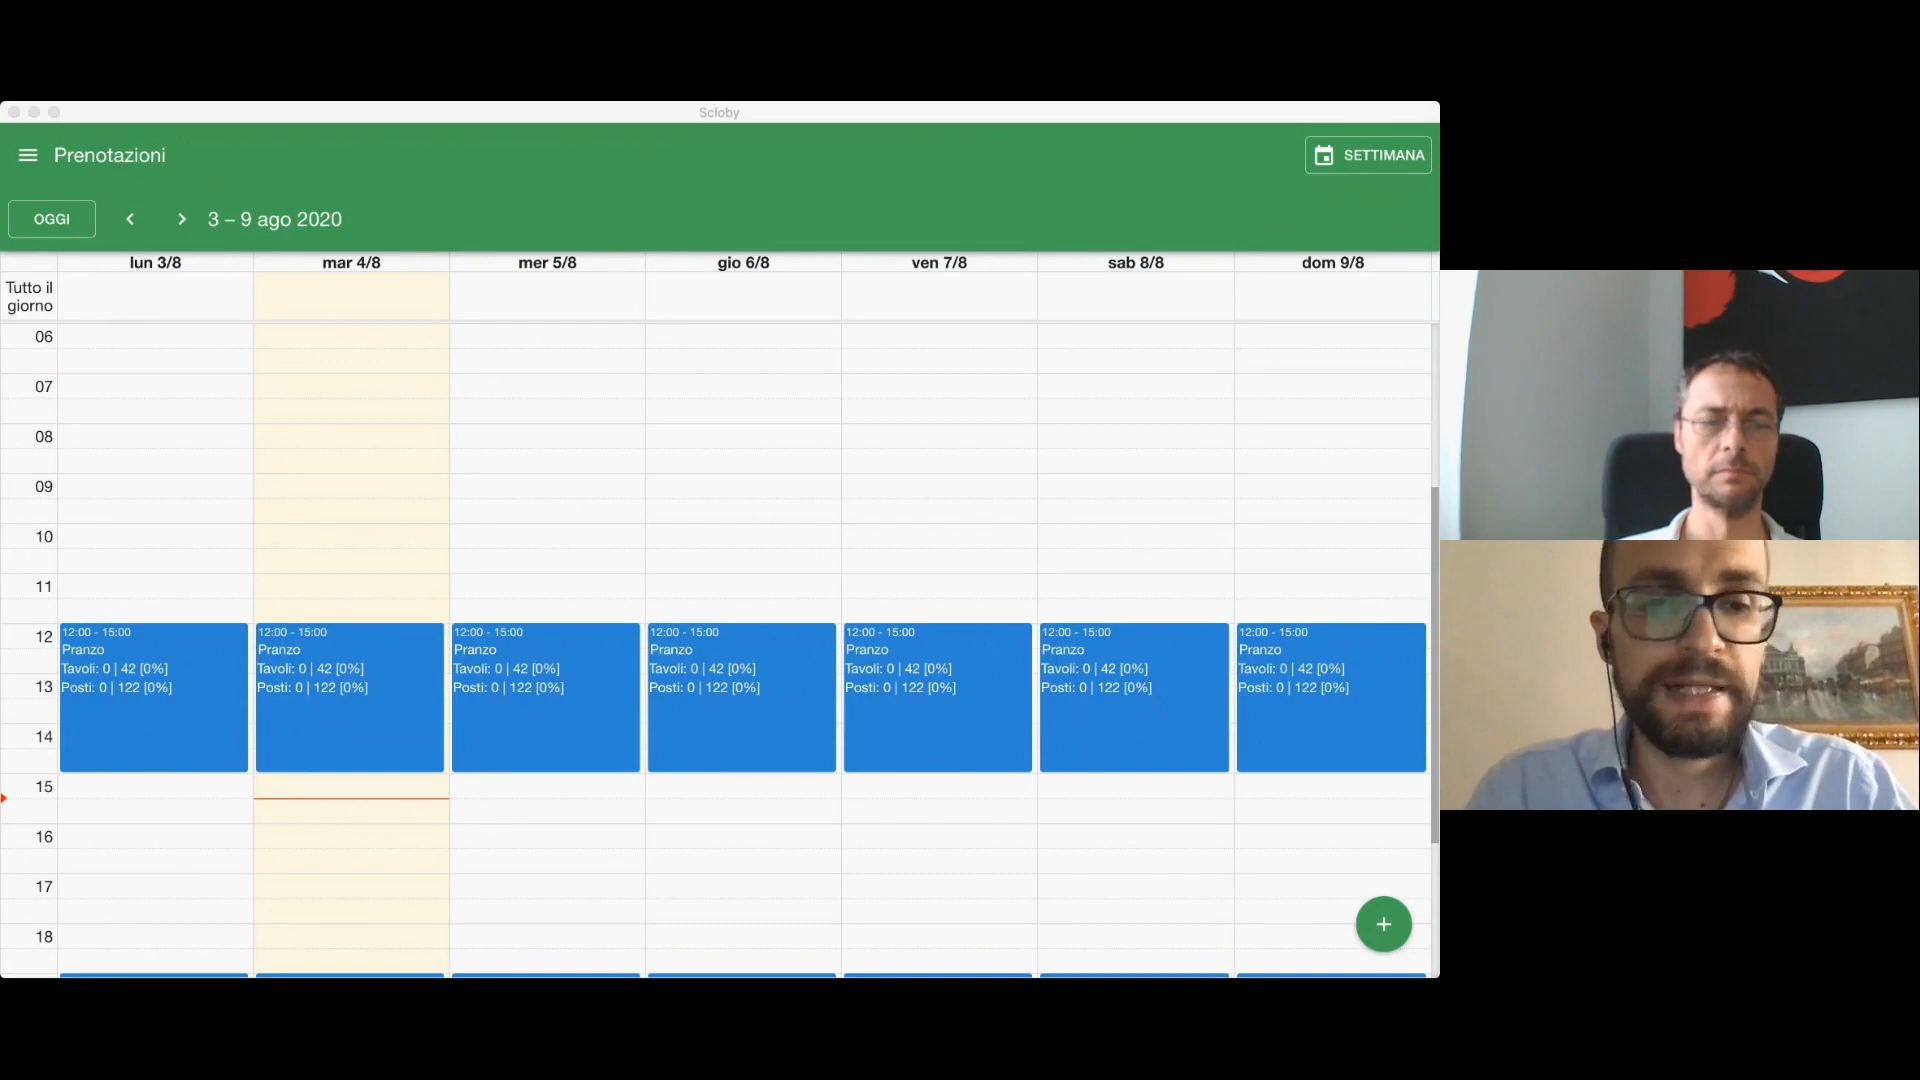 Scloby
Prenotazioni
SETTIMANA
OGGI
3 – 9 ago 2020
lun 3/8
mar 4/8
mer 5/8
gio 6/8
ven 7/8
sab 8/8
dom 9/8
Tutto il
giorno
06
07
08
09
10
11
12
13
14
15
16
17
18
12:00 - 15:00
Pranzo
Tavoli: 0 | 42 [0%]
Posti: 0 | 122 [0%]
12:00 - 15:00
Pranzo
Tavoli: 0 | 42 [0%]
Posti: 0 | 122 [0%]
12:00 - 15:00
Pranzo
Tavoli: 0 | 42 [0%]
Posti: 0 | 122 [0%]
12:00 - 15:00
Pranzo
Tavoli: 0 | 42 [0%]
Posti: 0 | 122 [0%]
12:00 - 15:00
Pranzo
Tavoli: 0 | 42 [0%]
Posti: 0 | 122 [0%]
12:00 - 15:00
Pranzo
Tavoli: 0 | 42 [0%]
Posti: 0 | 122 [0%]
12:00 - 15:00
Pranzo
Tavoli: 0 | 42 [0%]
Posti: 0 | 122 [0%]